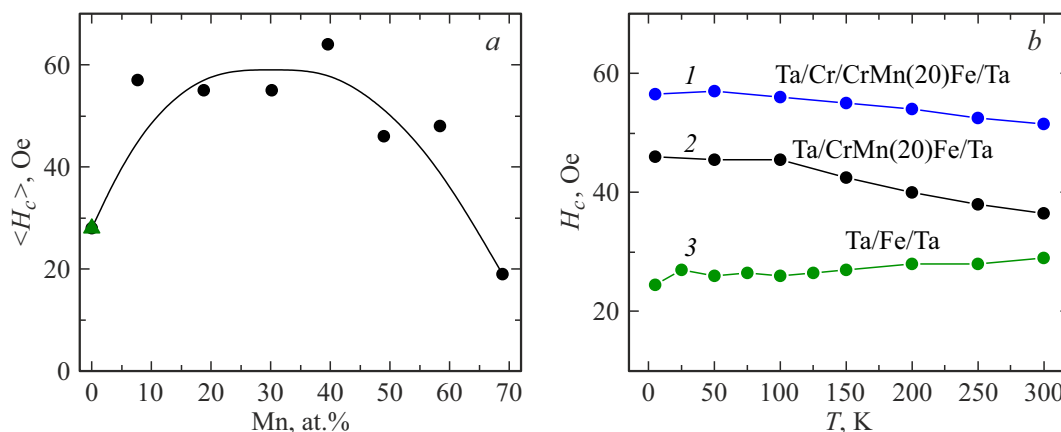 a
<H_c>, Oe
60
40
20
0
0 10 20 30 40 50 60 70
Mn, at.%
b
H_c, Oe
60
40
20
1 Ta/Cr/CrMn(20)Fe/Ta
2 Ta/CrMn(20)Fe/Ta
3 Ta/Fe/Ta
0 50 100 150 200 250 300
T, K